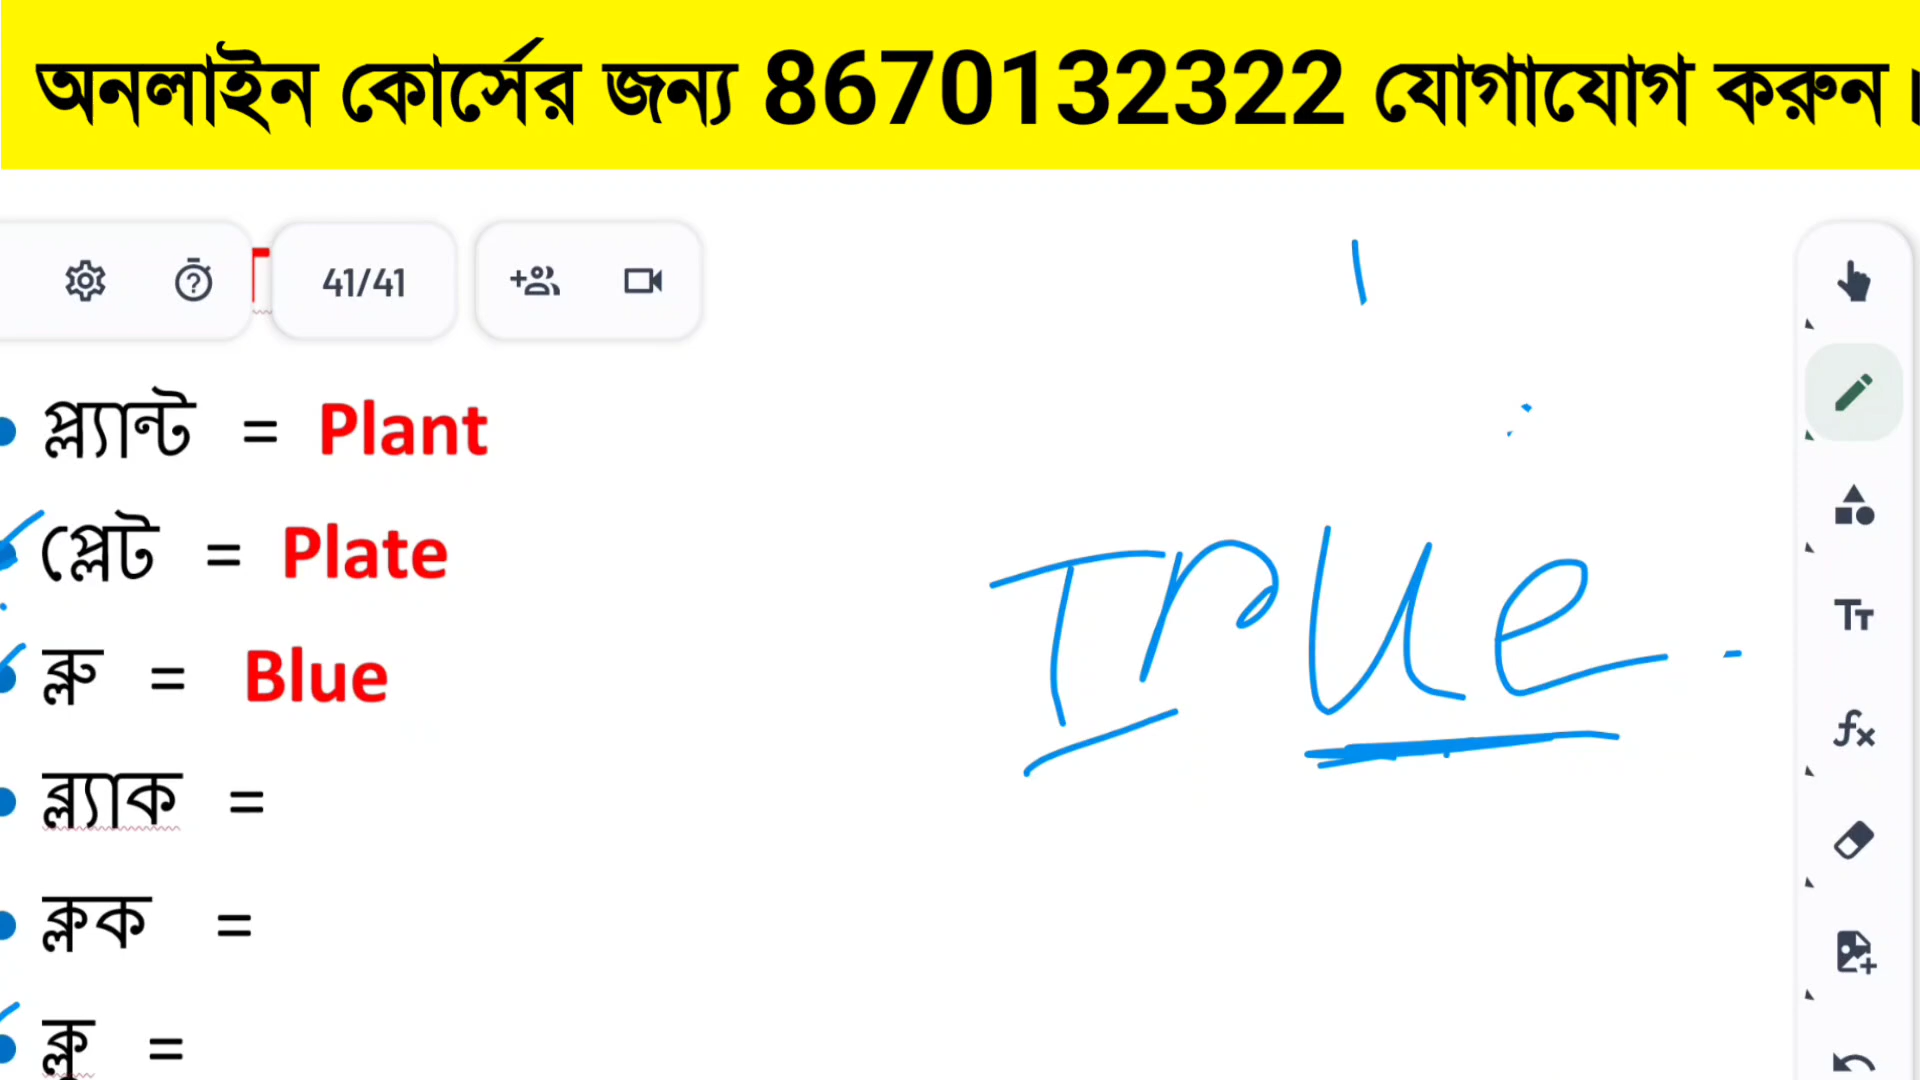 অনলাইন কোর্সের জন্য 8670132322 যোগাযোগ করুন।
41/41
প্ল্যান্ট = Plant
প্লেট = Plate
ব্লু = Blue
True
ব্ল্যাক =
ক্লক =
ক্লু =